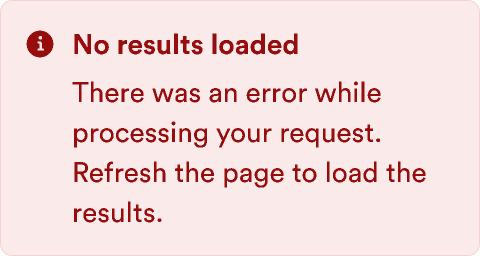 No results loaded
There was an error while
processing your request.
Refresh the page to load the
results.